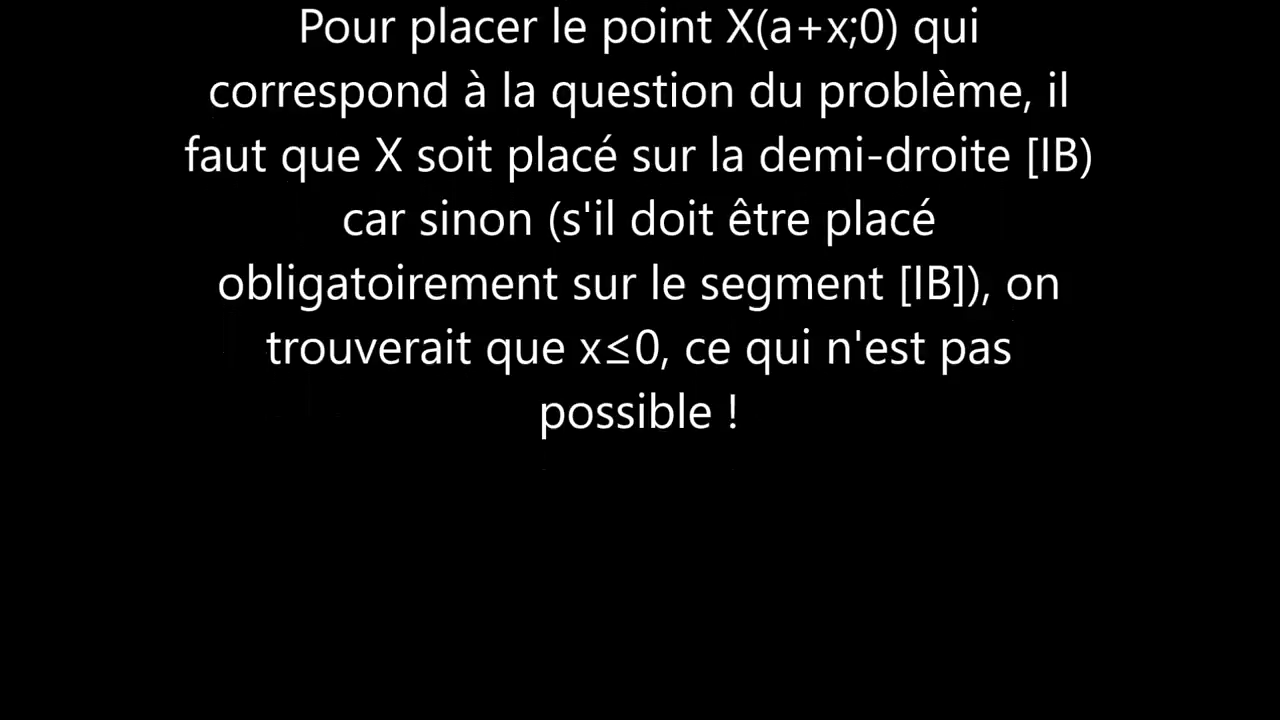 Pour placer le point X(a+x;0) qui
correspond à la question du problème, il
faut que X soit placé sur la demi-droite [IB)
car sinon (s'il doit être placé
obligatoirement sur le segment [IB]), on
trouverait que x≤0, ce qui n'est pas
possible !